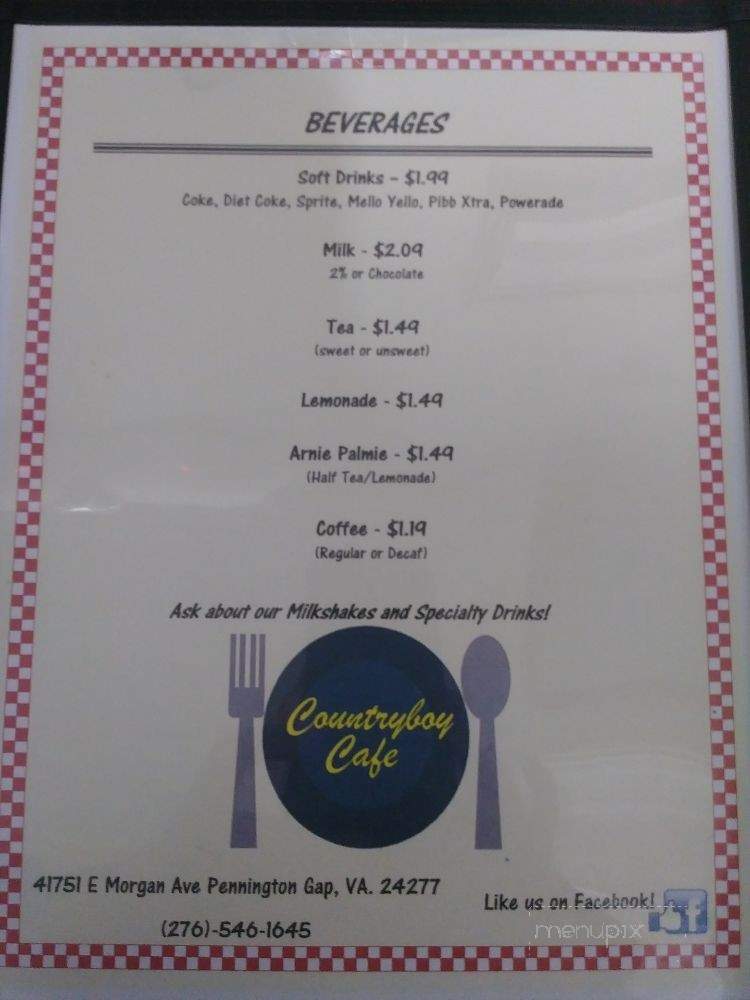 BEVERAGES
Soft Drinks - $1.99
Coke, Diet Coke, Sprite, Mello Yello, Pibb Xtra, Powerade
Milk - $2.09
2% or Chocolate
Tea - $1.49
(sweet or unsweet)
Lemonade - $1.49
Arnie Palmie - $1.49
(Half Tea/Lemonade)
Coffee - $1.19
(Regular or Decaf)
Ask about our Milkshakes and Specialty Drinks!
Countryboy
Cafe
41751 E Morgan Ave Pennington Gap, VA. 24277
(276)-546-1645
Like us on Facebook!
f
menupix